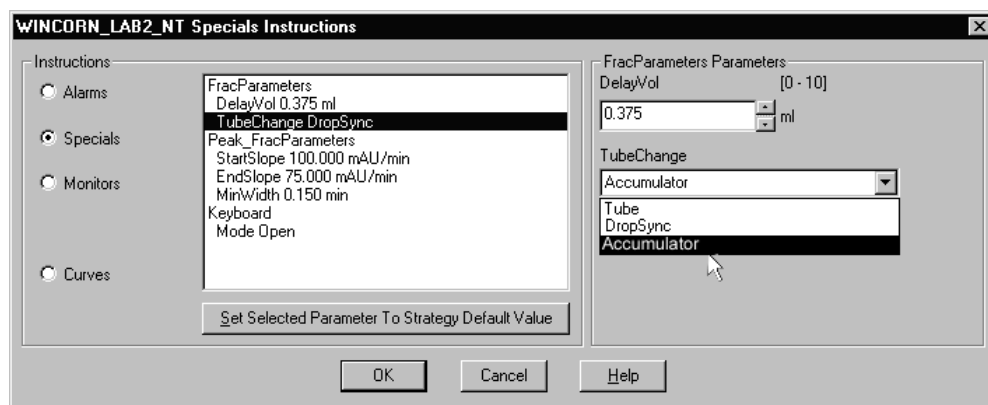 WINCORN_LAB2_NT Specials Instructions
Instructions
Alarms
Specials
Monitors
Curves
FracParameters
DelayVol 0.375 ml
TubeChange DropSync
Peak_FracParameters
StartSlope 100.000 mAU/min
EndSlope 75.000 mAU/min
MinWidth 0.150 min
Keyboard
Mode Open
Set Selected Parameter To Strategy Default Value
FracParameters Parameters
DelayVol [0 - 10]
0.375 ml
TubeChange
Accumulator
Tube
DropSync
Accumulator
OK Cancel Help